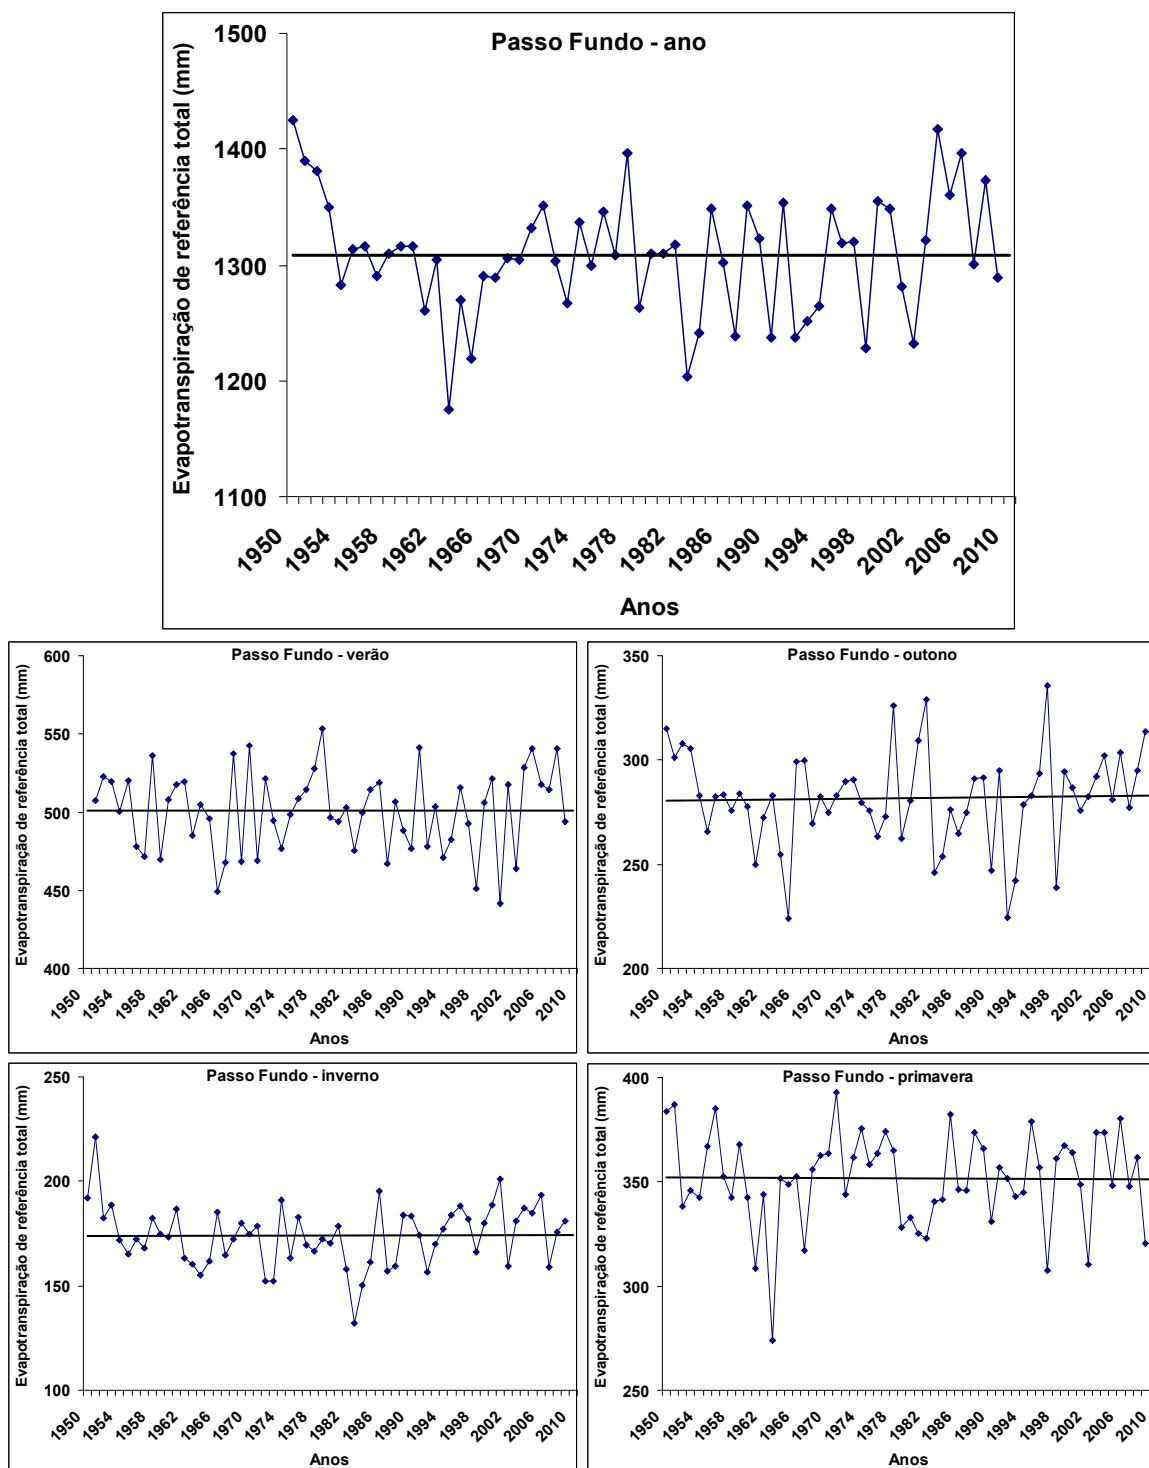 Passo Fundo - ano
Evapotranspiração de referência total (mm)
1500
1400
1300
1200
1100
1950 1954 1958 1962 1966 1970 1974 1978 1982 1986 1990 1994 1998 2002 2006 2010
Anos
Passo Fundo - verão
Evapotranspiração de referência total (mm)
600
550
500
450
400
1950 1954 1958 1962 1966 1970 1974 1978 1982 1986 1990 1994 1998 2002 2006 2010
Anos
Passo Fundo - outono
Evapotranspiração de referência total (mm)
350
300
250
200
1950 1954 1958 1962 1966 1970 1974 1978 1982 1986 1990 1994 1998 2002 2006 2010
Anos
Passo Fundo - inverno
Evapotranspiração de referência total (mm)
250
200
150
100
1950 1954 1958 1962 1966 1970 1974 1978 1982 1986 1990 1994 1998 2002 2006 2010
Anos
Passo Fundo - primavera
Evapotranspiração de referência total (mm)
400
350
300
250
1950 1954 1958 1962 1966 1970 1974 1978 1982 1986 1990 1994 1998 2002 2006 2010
Anos